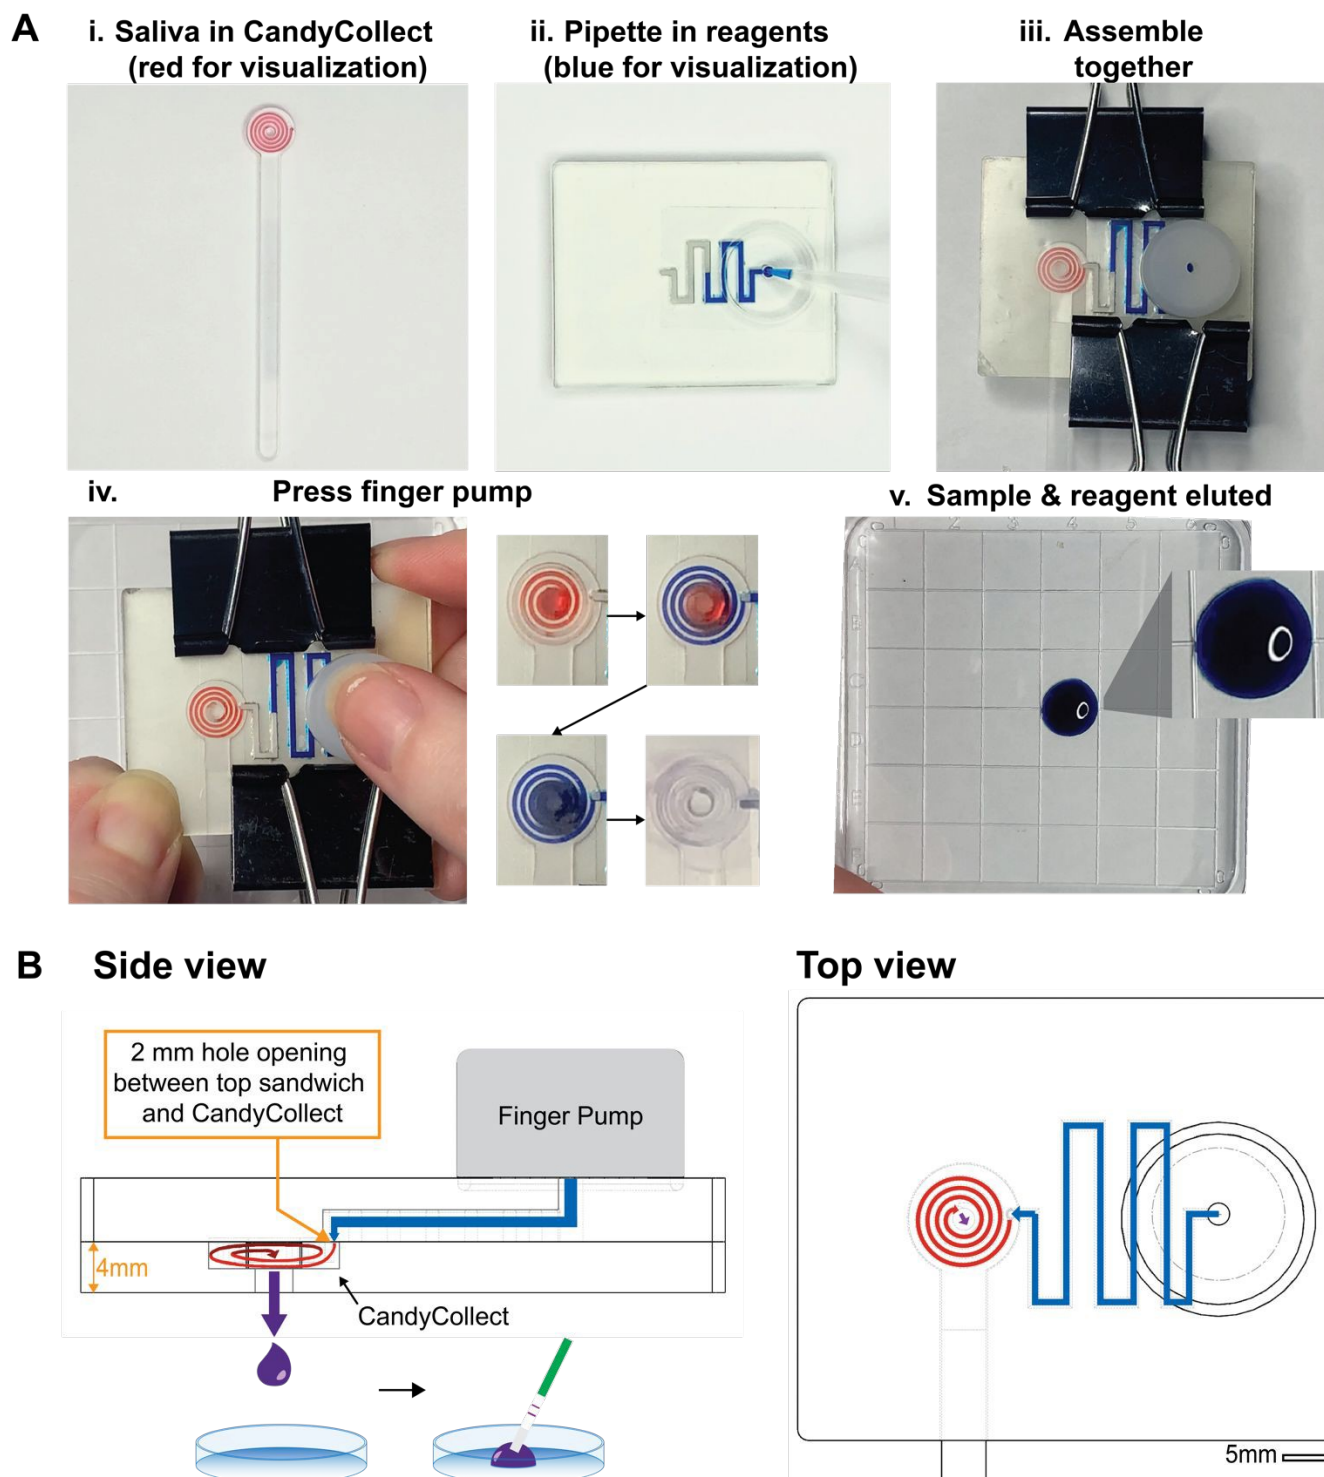 A
i. Saliva in CandyCollect
(red for visualization)
ii. Pipette in reagents
(blue for visualization)
iii. Assemble
together
iv. Press finger pump
v. Sample & reagent eluted
B Side view
Top view
2 mm hole opening
between top sandwich
and CandyCollect
Finger Pump
4mm
CandyCollect
5mm